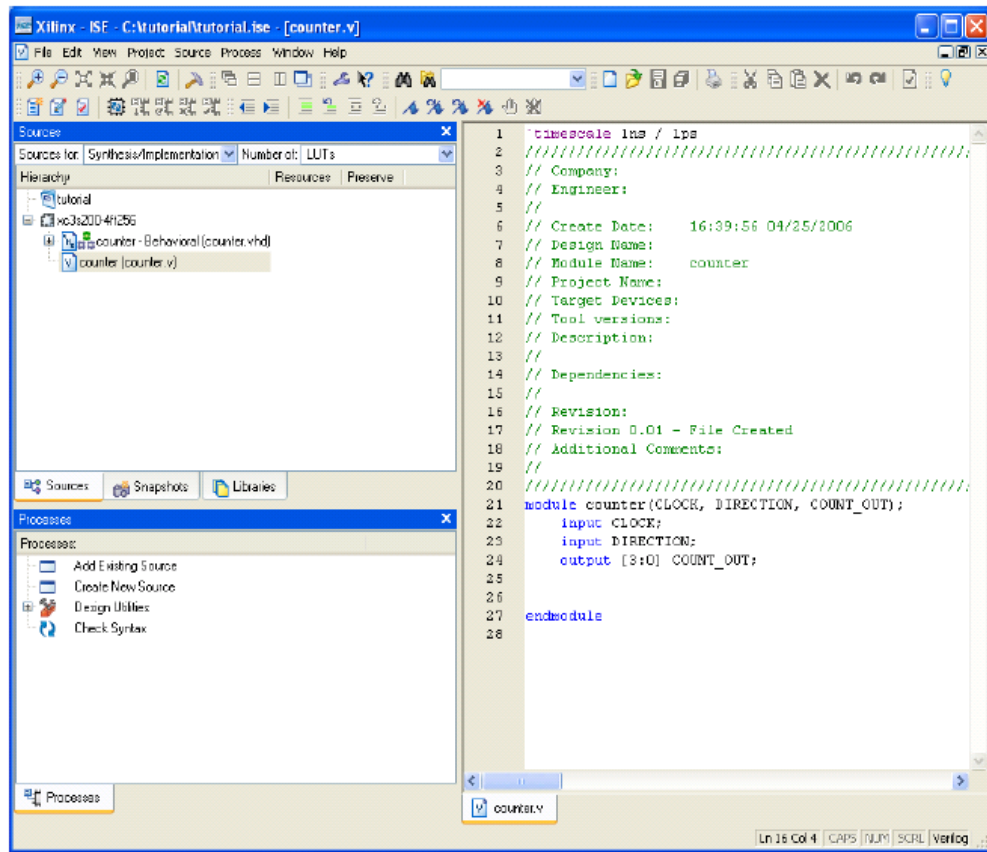 Xilinx - ISE - C:\tutorial\tutorial.ise - [counter.v]
File Edit View Project Source Process Window Help
Sources
Sources for: Synthesis/Implementation Number of: LUTs
Hierarchy Resources Preserve
tutorial
xc3s200-4ft256
counter - Behavioral (counter.vhd)
counter (counter.v)
Sources Snapshots Libraries
Processes
Processes:
Add Existing Source
Create New Source
Design Utilities
Check Syntax
Processes
1 `timescale 1ns / 1ps
2 //////////////////////////////////////////////////
3 // Company:
4 // Engineer:
5 //
6 // Create Date: 16:39:56 04/25/2006
7 // Design Name:
8 // Module Name: counter
9 // Project Name:
10 // Target Devices:
11 // Tool versions:
12 // Description:
13 //
14 // Dependencies:
15 //
16 // Revision:
17 // Revision 0.01 - File Created
18 // Additional Comments:
19 //
20 //////////////////////////////////////////////////
21 module counter(CLOCK, DIRECTION, COUNT_OUT);
22 input CLOCK;
23 input DIRECTION;
24 output [3:0] COUNT_OUT;
25
26
27 endmodule
28
counter.v
Ln 16 Col 4 CAPS NUM SCRL Verilog